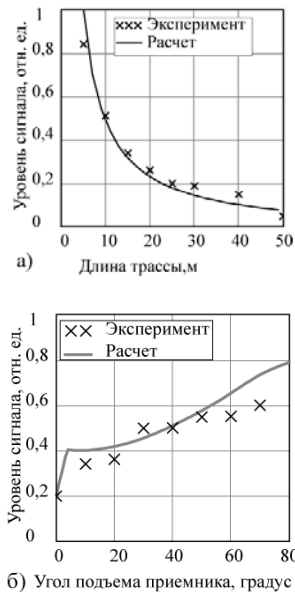 1
0,8
0,6
0,4
0,2
0
Уровень сигнала, отн. ед.
××× Эксперимент
Расчет
0 10 20 30 40 50
а) Длина трассы,м
1
0,8
0,6
0,4
0,2
0
Уровень сигнала, отн. ед.
×× Эксперимент
Расчет
0 20 40 60 80
б) Угол подъема приемника, градус